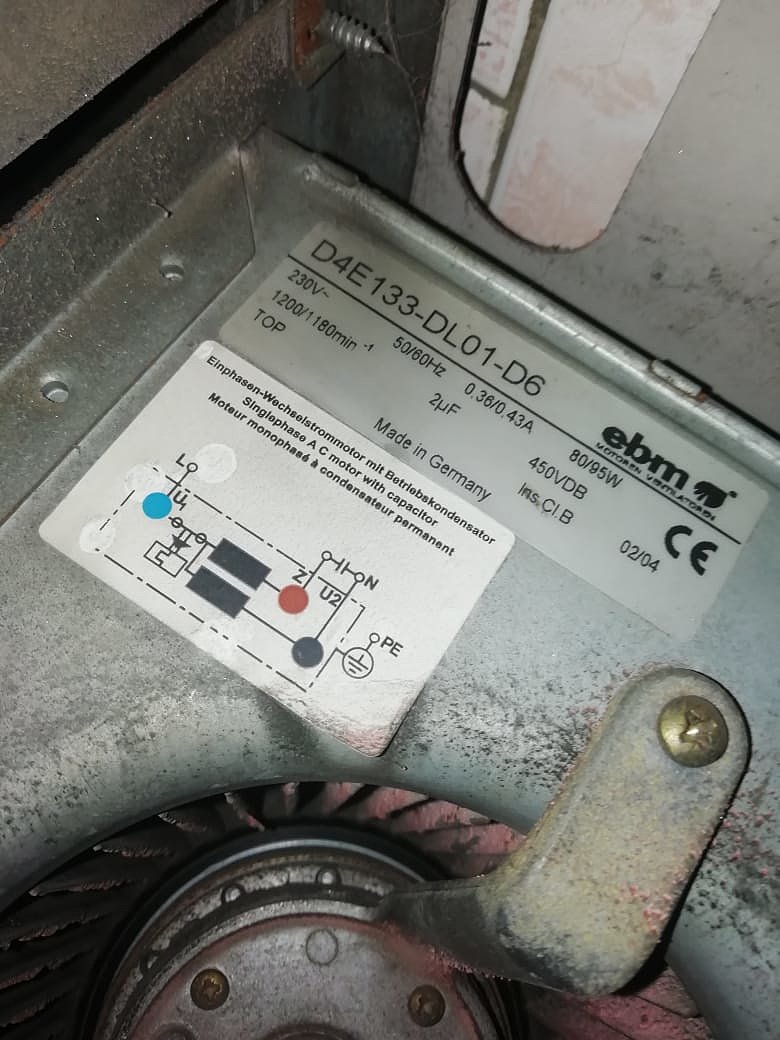 D4E133-DL01-D6
230V~ 50/60Hz 0.36/0.43A 80/95W
1200/1180min⁻¹ 2µF 450VDB
TOP Made in Germany Ins.Cl.B 02/04
ebm
MOTOREN VENTILATOREN
CE
Einphasen-Wechselstrommotor mit Betriebskondensator
Singlephase A C motor with capacitor
Moteur monophasé à condensateur permanent
L
U1
Z
U2
N
PE